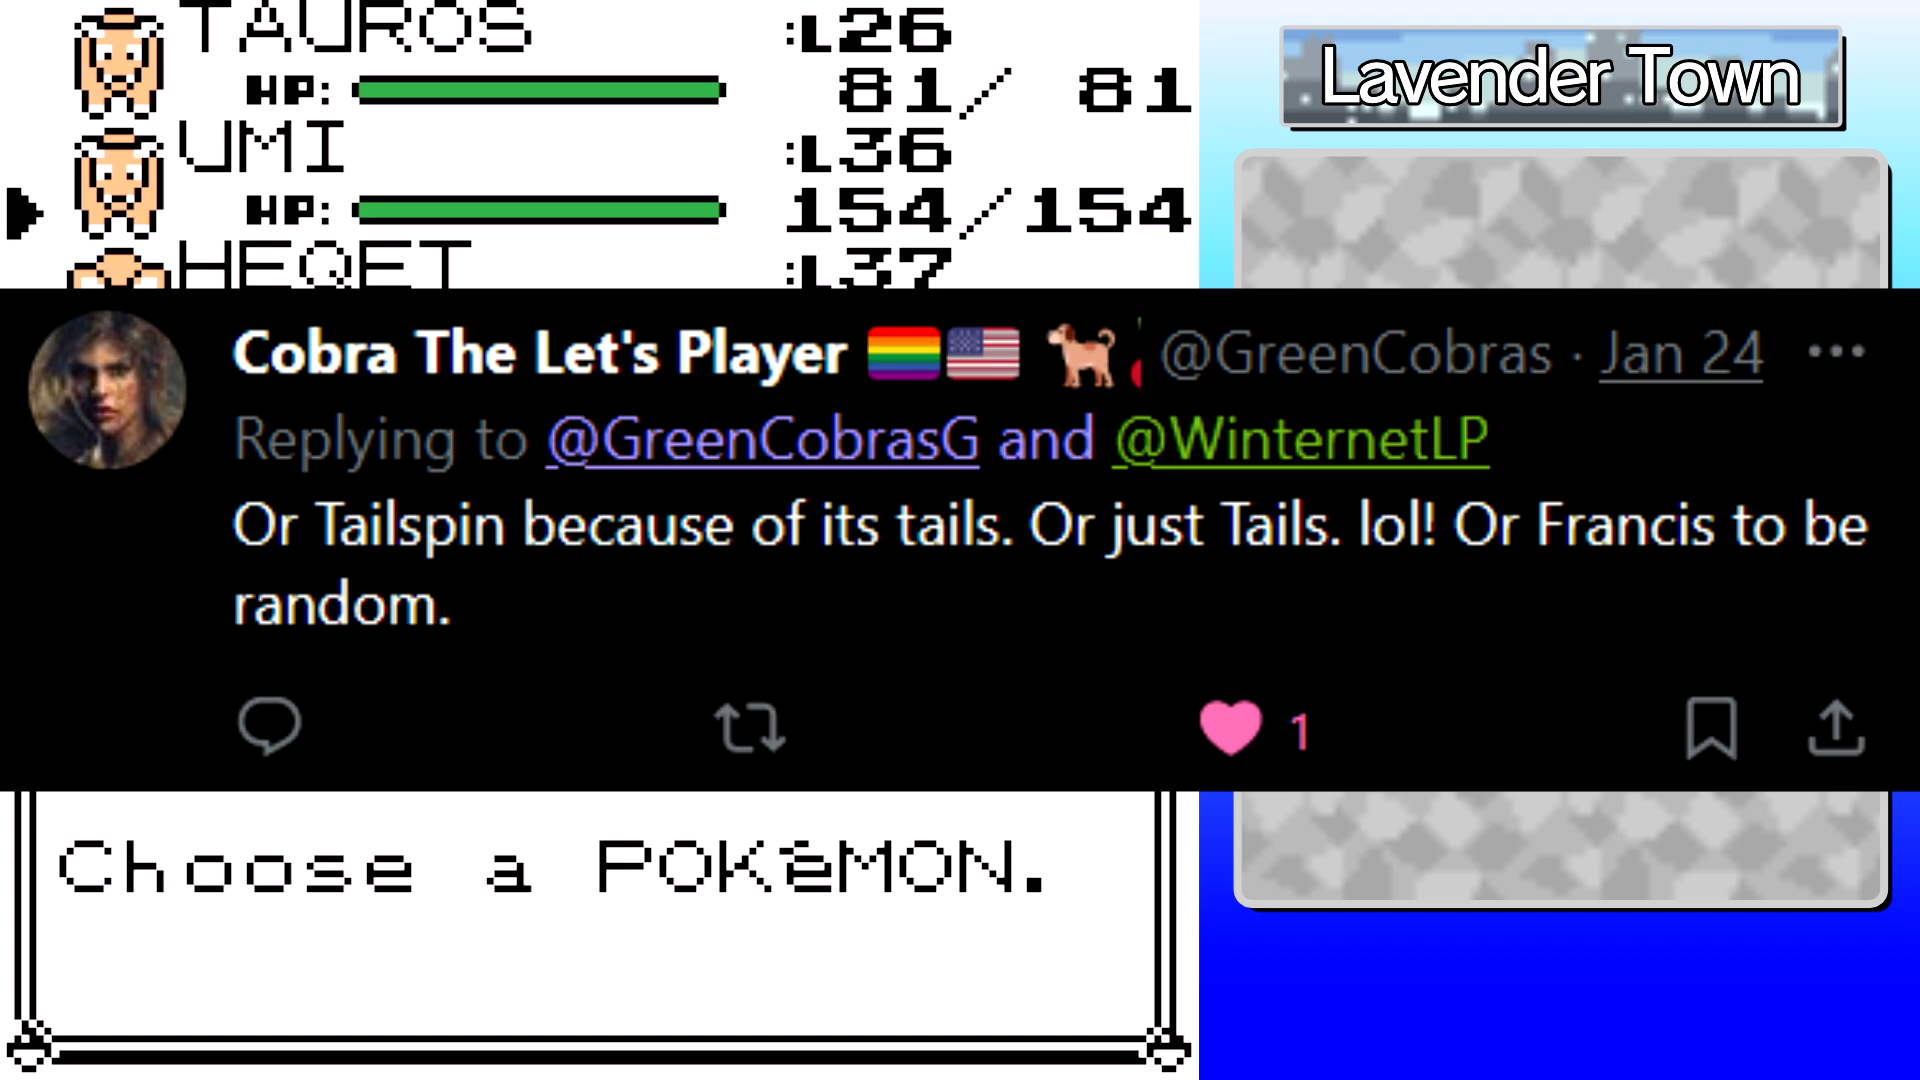 TAUROS :L26
Lavender Town
HP: 81/ 81
UMI :L36
HP: 154/154
HEQET :L37
Cobra The Let's Player 🏳️‍🌈🇺🇸 🐕 @GreenCobras · Jan 24 ···
Replying to @GreenCobrasG and @WinternetLP
Or Tailspin because of its tails. Or just Tails. lol! Or Francis to be
random.
1
Choose a POKéMON.